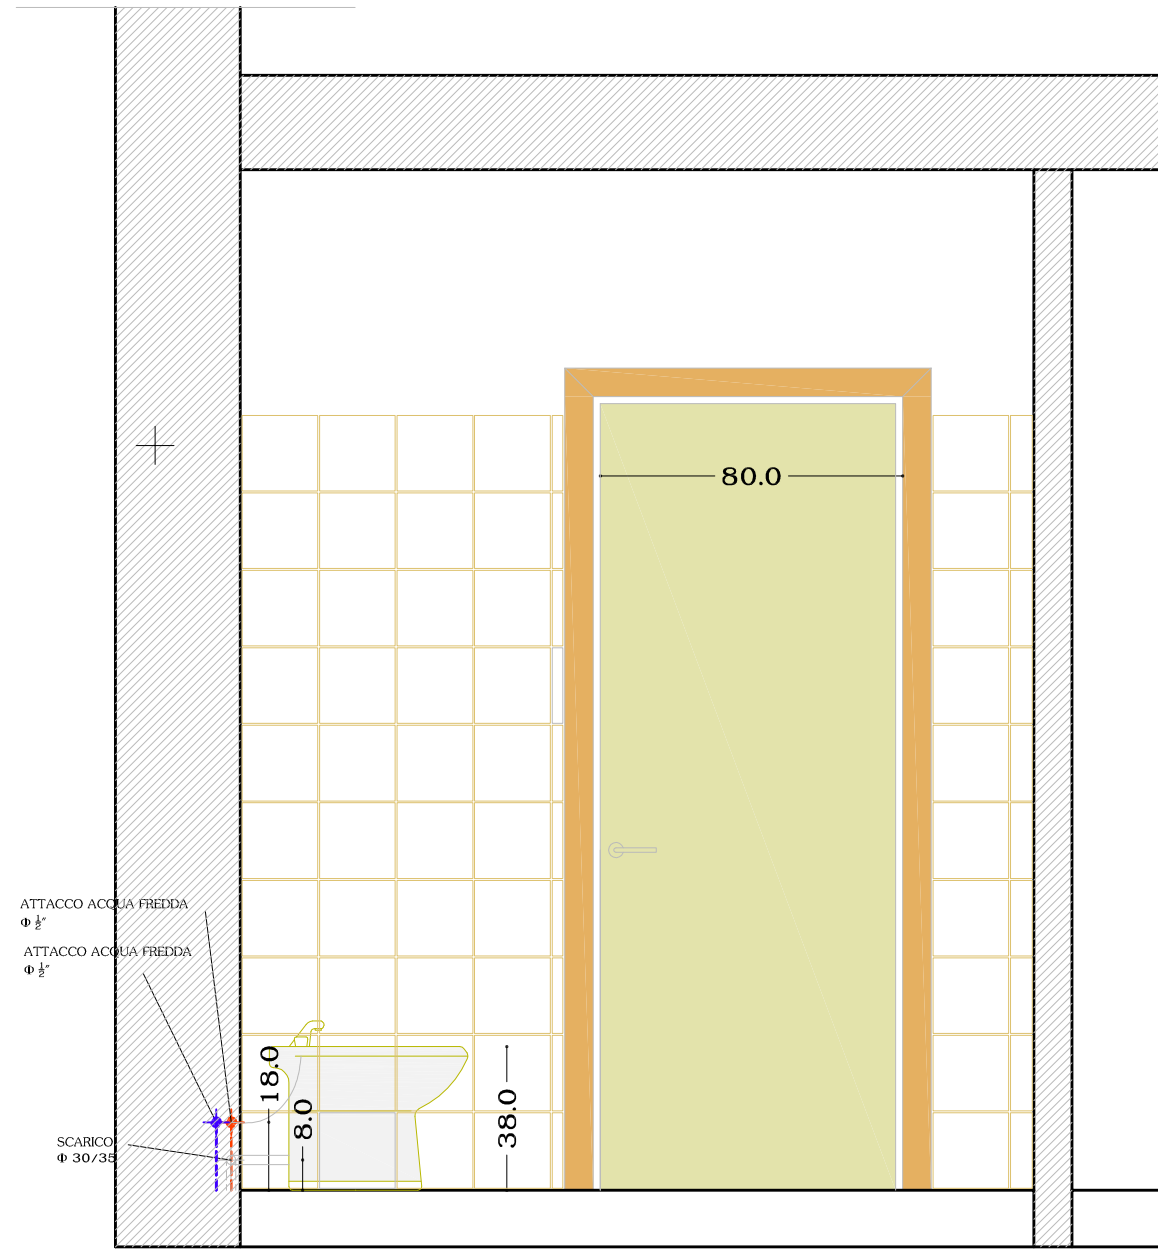 80.0
ATTACCO ACQUA FREDDA
Φ ½"
ATTACCO ACQUA FREDDA
Φ ½"
18.0
8.0
38.0
SCARICO
Φ 30/35